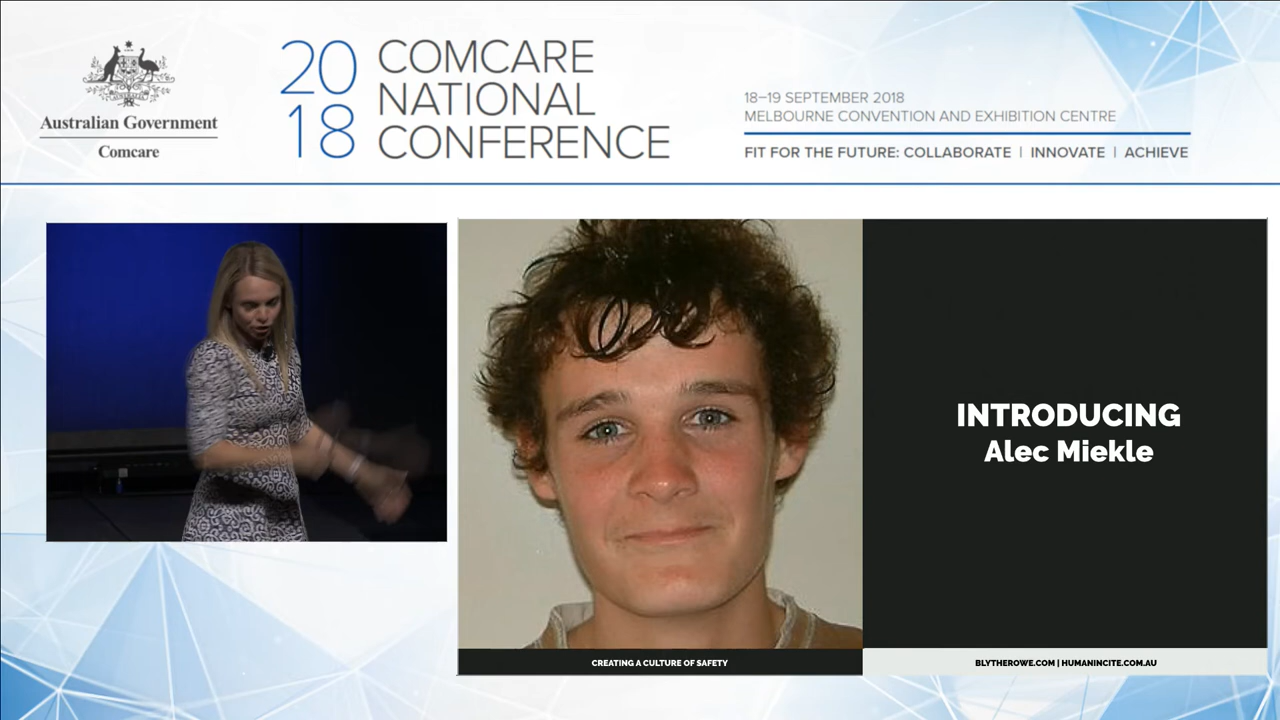 Australian Government
Comcare
20
18
COMCARE
NATIONAL
CONFERENCE
18–19 SEPTEMBER 2018
MELBOURNE CONVENTION AND EXHIBITION CENTRE
FIT FOR THE FUTURE: COLLABORATE | INNOVATE | ACHIEVE
INTRODUCING
Alec Miekle
CREATING A CULTURE OF SAFETY
BLYTHEROWE.COM | HUMANINCITE.COM.AU